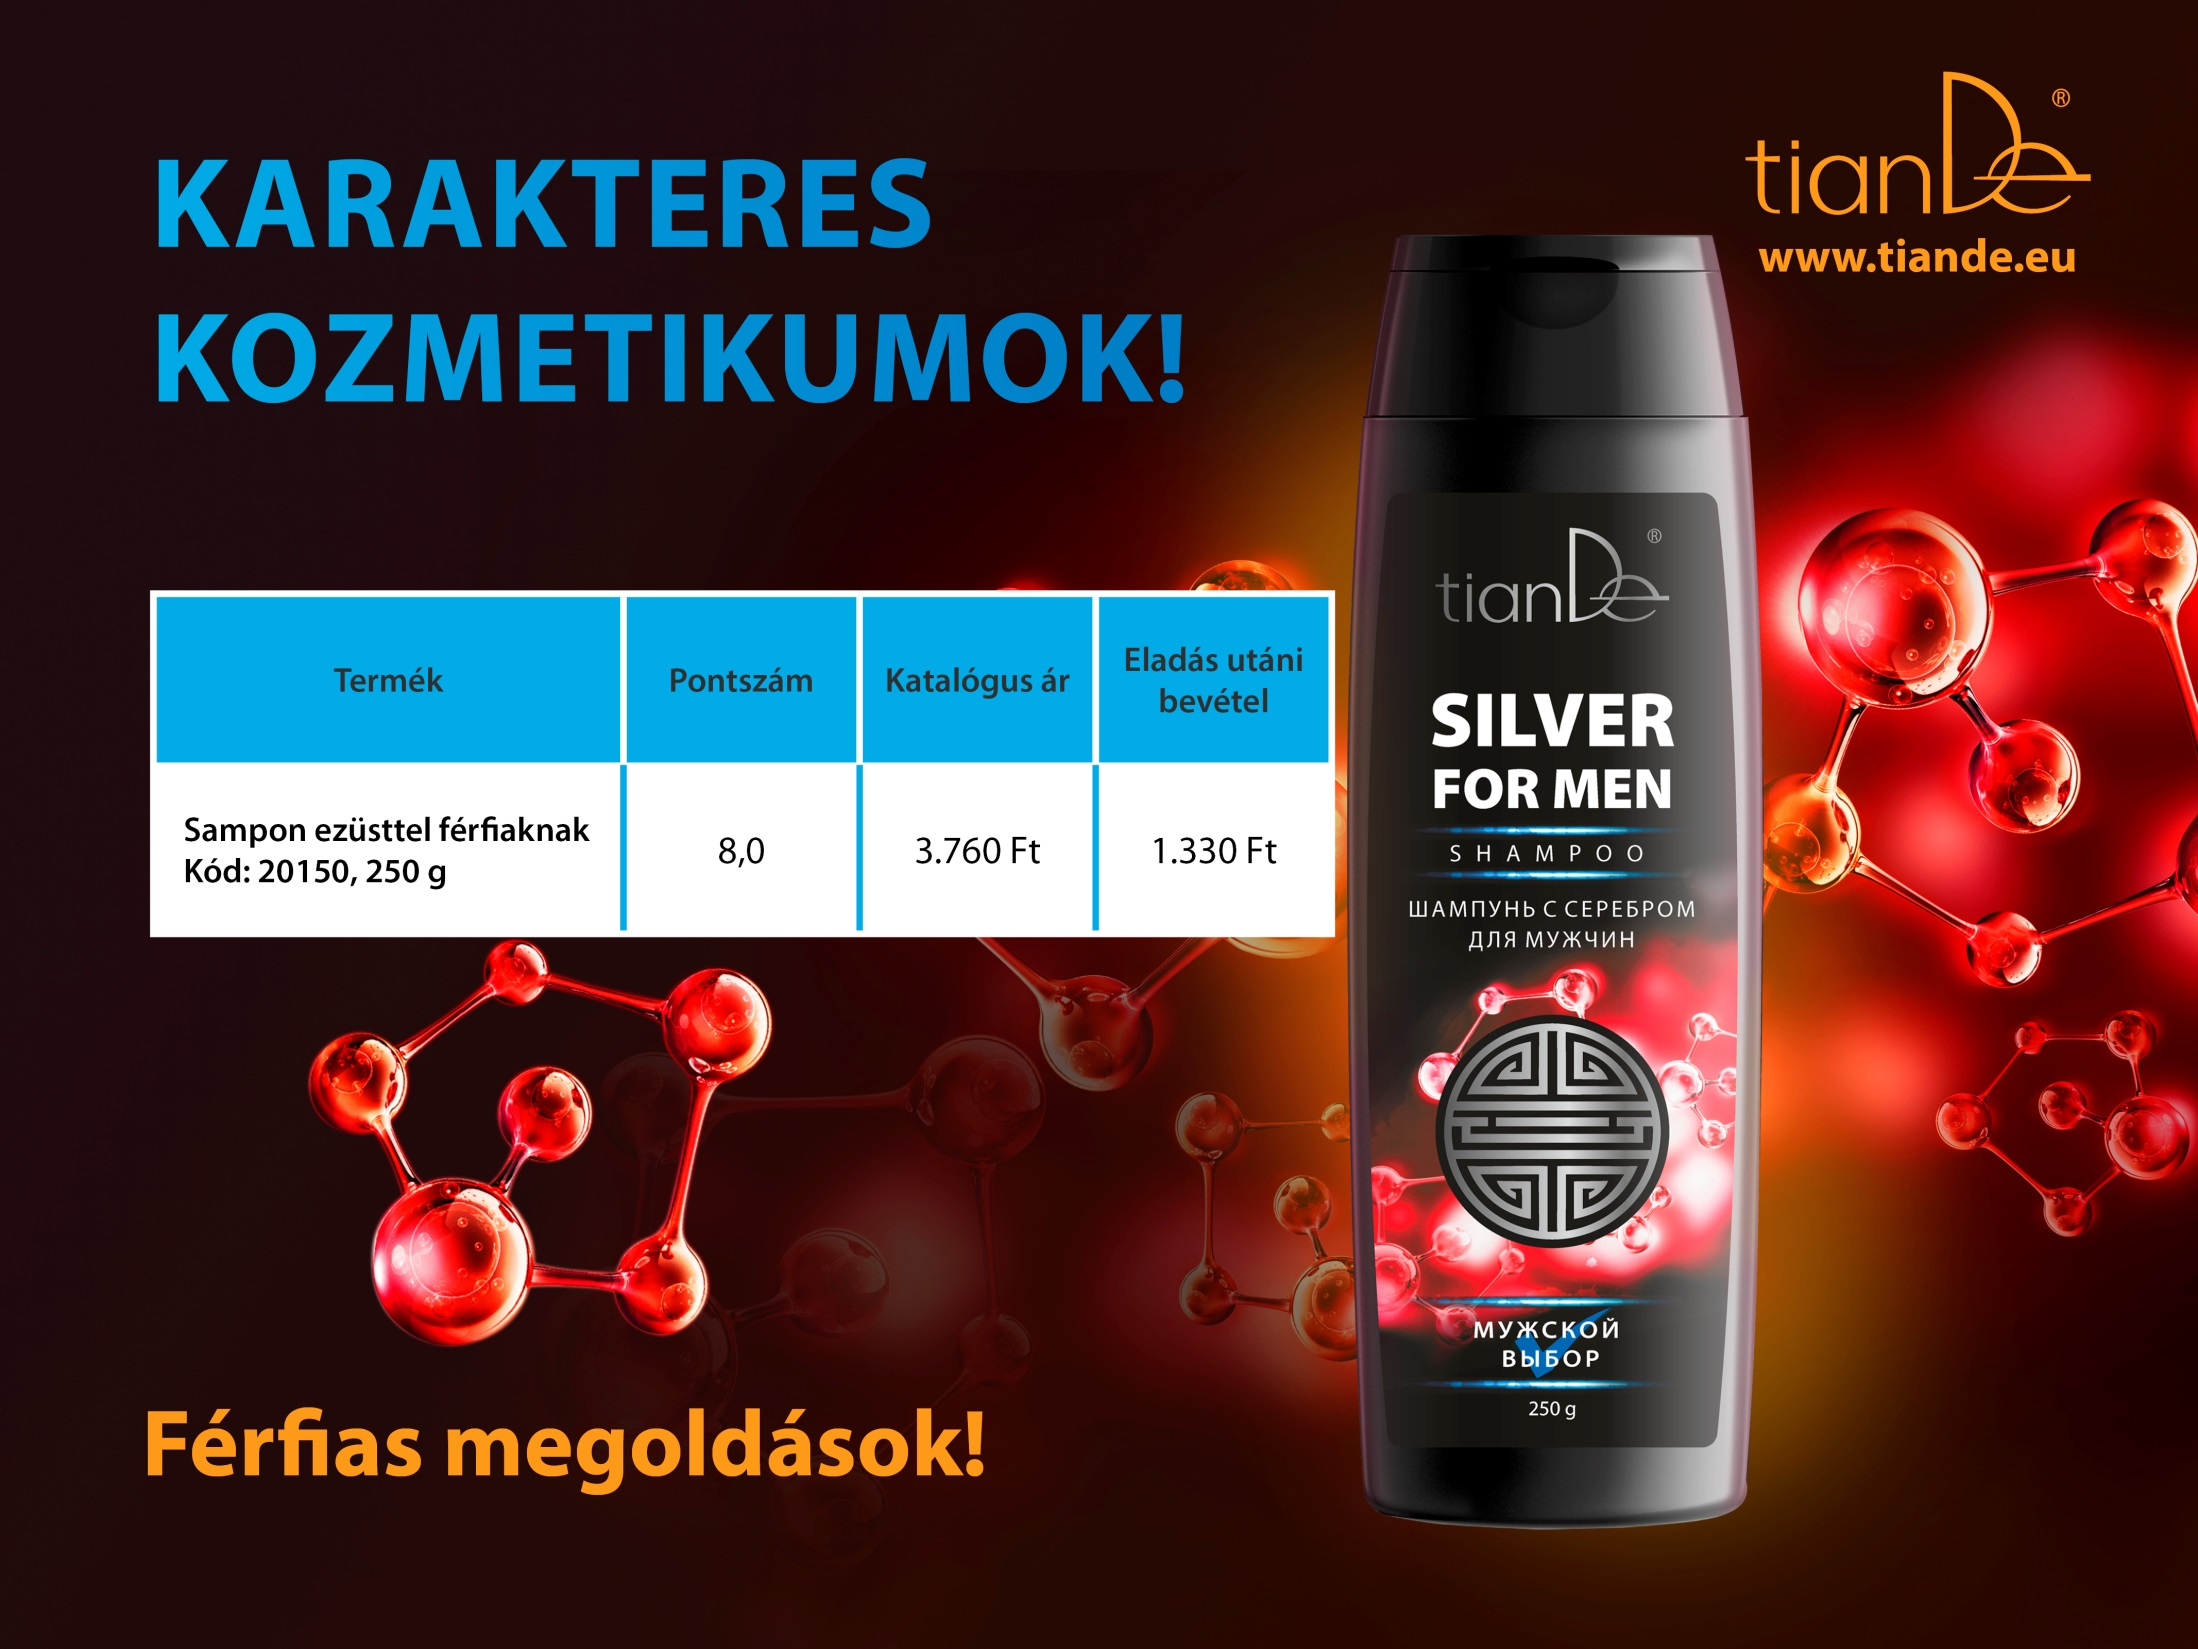 KARAKTERES
KOZMETIKUMOK!
tianDe®
www.tiande.eu
Termék
Pontszám
Katalógus ár
Eladás utáni
bevétel
Sampon ezüsttel férfiaknak
Kód: 20150, 250 g
8,0
3.760 Ft
1.330 Ft
tianDe®
SILVER
FOR MEN
SHAMPOO
ШАМПУНЬ С СЕРЕБРОМ
ДЛЯ МУЖЧИН
МУЖСКОЙ
ВЫБОР
250 g
Férfias megoldások!